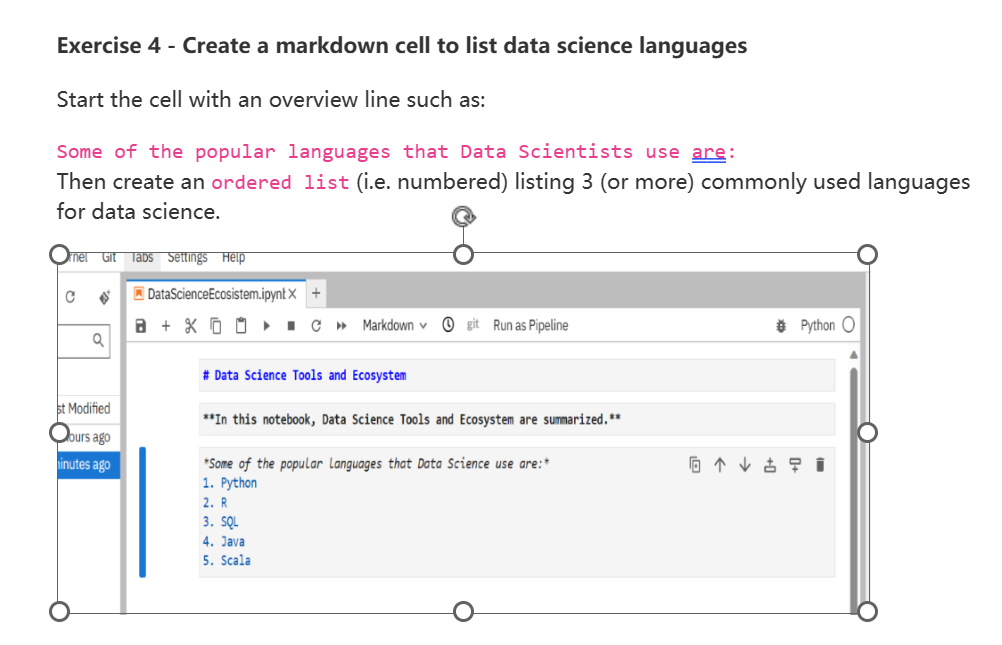 Exercise 4 - Create a markdown cell to list data science languages
Start the cell with an overview line such as:
Some of the popular languages that Data Scientists use are:
Then create an ordered list (i.e. numbered) listing 3 (or more) commonly used languages
for data science.
rnel Git Tabs Settings Help
DataScienceEcosistem.ipynb X +
Markdown git Run as Pipeline Python
# Data Science Tools and Ecosystem
st Modified
**In this notebook, Data Science Tools and Ecosystem are summarized.**
ours ago
inutes ago
*Some of the popular languages that Data Science use are:*
1. Python
2. R
3. SQL
4. Java
5. Scala